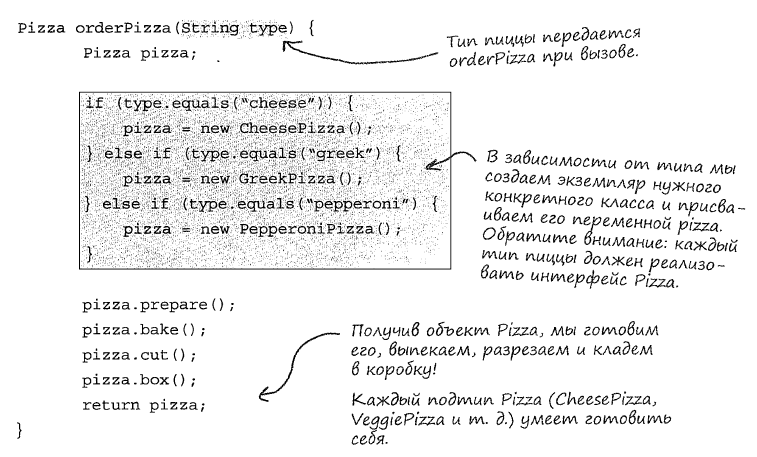 Pizza orderPizza(String type) {
Pizza pizza;
Тип пиццы передается
orderPizza при вызове.
if (type.equals(“cheese”)) {
pizza = new CheesePizza();
} else if (type.equals(“greek”) {
pizza = new GreekPizza();
} else if (type.equals(“pepperoni”) {
pizza = new PepperoniPizza();
}
В зависимости от типа мы
создаем экземпляр нужного
конкретного класса и присва-
иваем его переменной pizza.
Обратите внимание: каждый
тип пиццы должен реализо-
вать интерфейс Pizza.
pizza.prepare();
pizza.bake();
pizza.cut();
pizza.box();
return pizza;
}
Получив объект Pizza, мы готовим
его, выпекаем, разрезаем и кладем
в коробку!
Каждый подтип Pizza (CheesePizza,
VeggiePizza и т. д.) умеет готовить
себя.